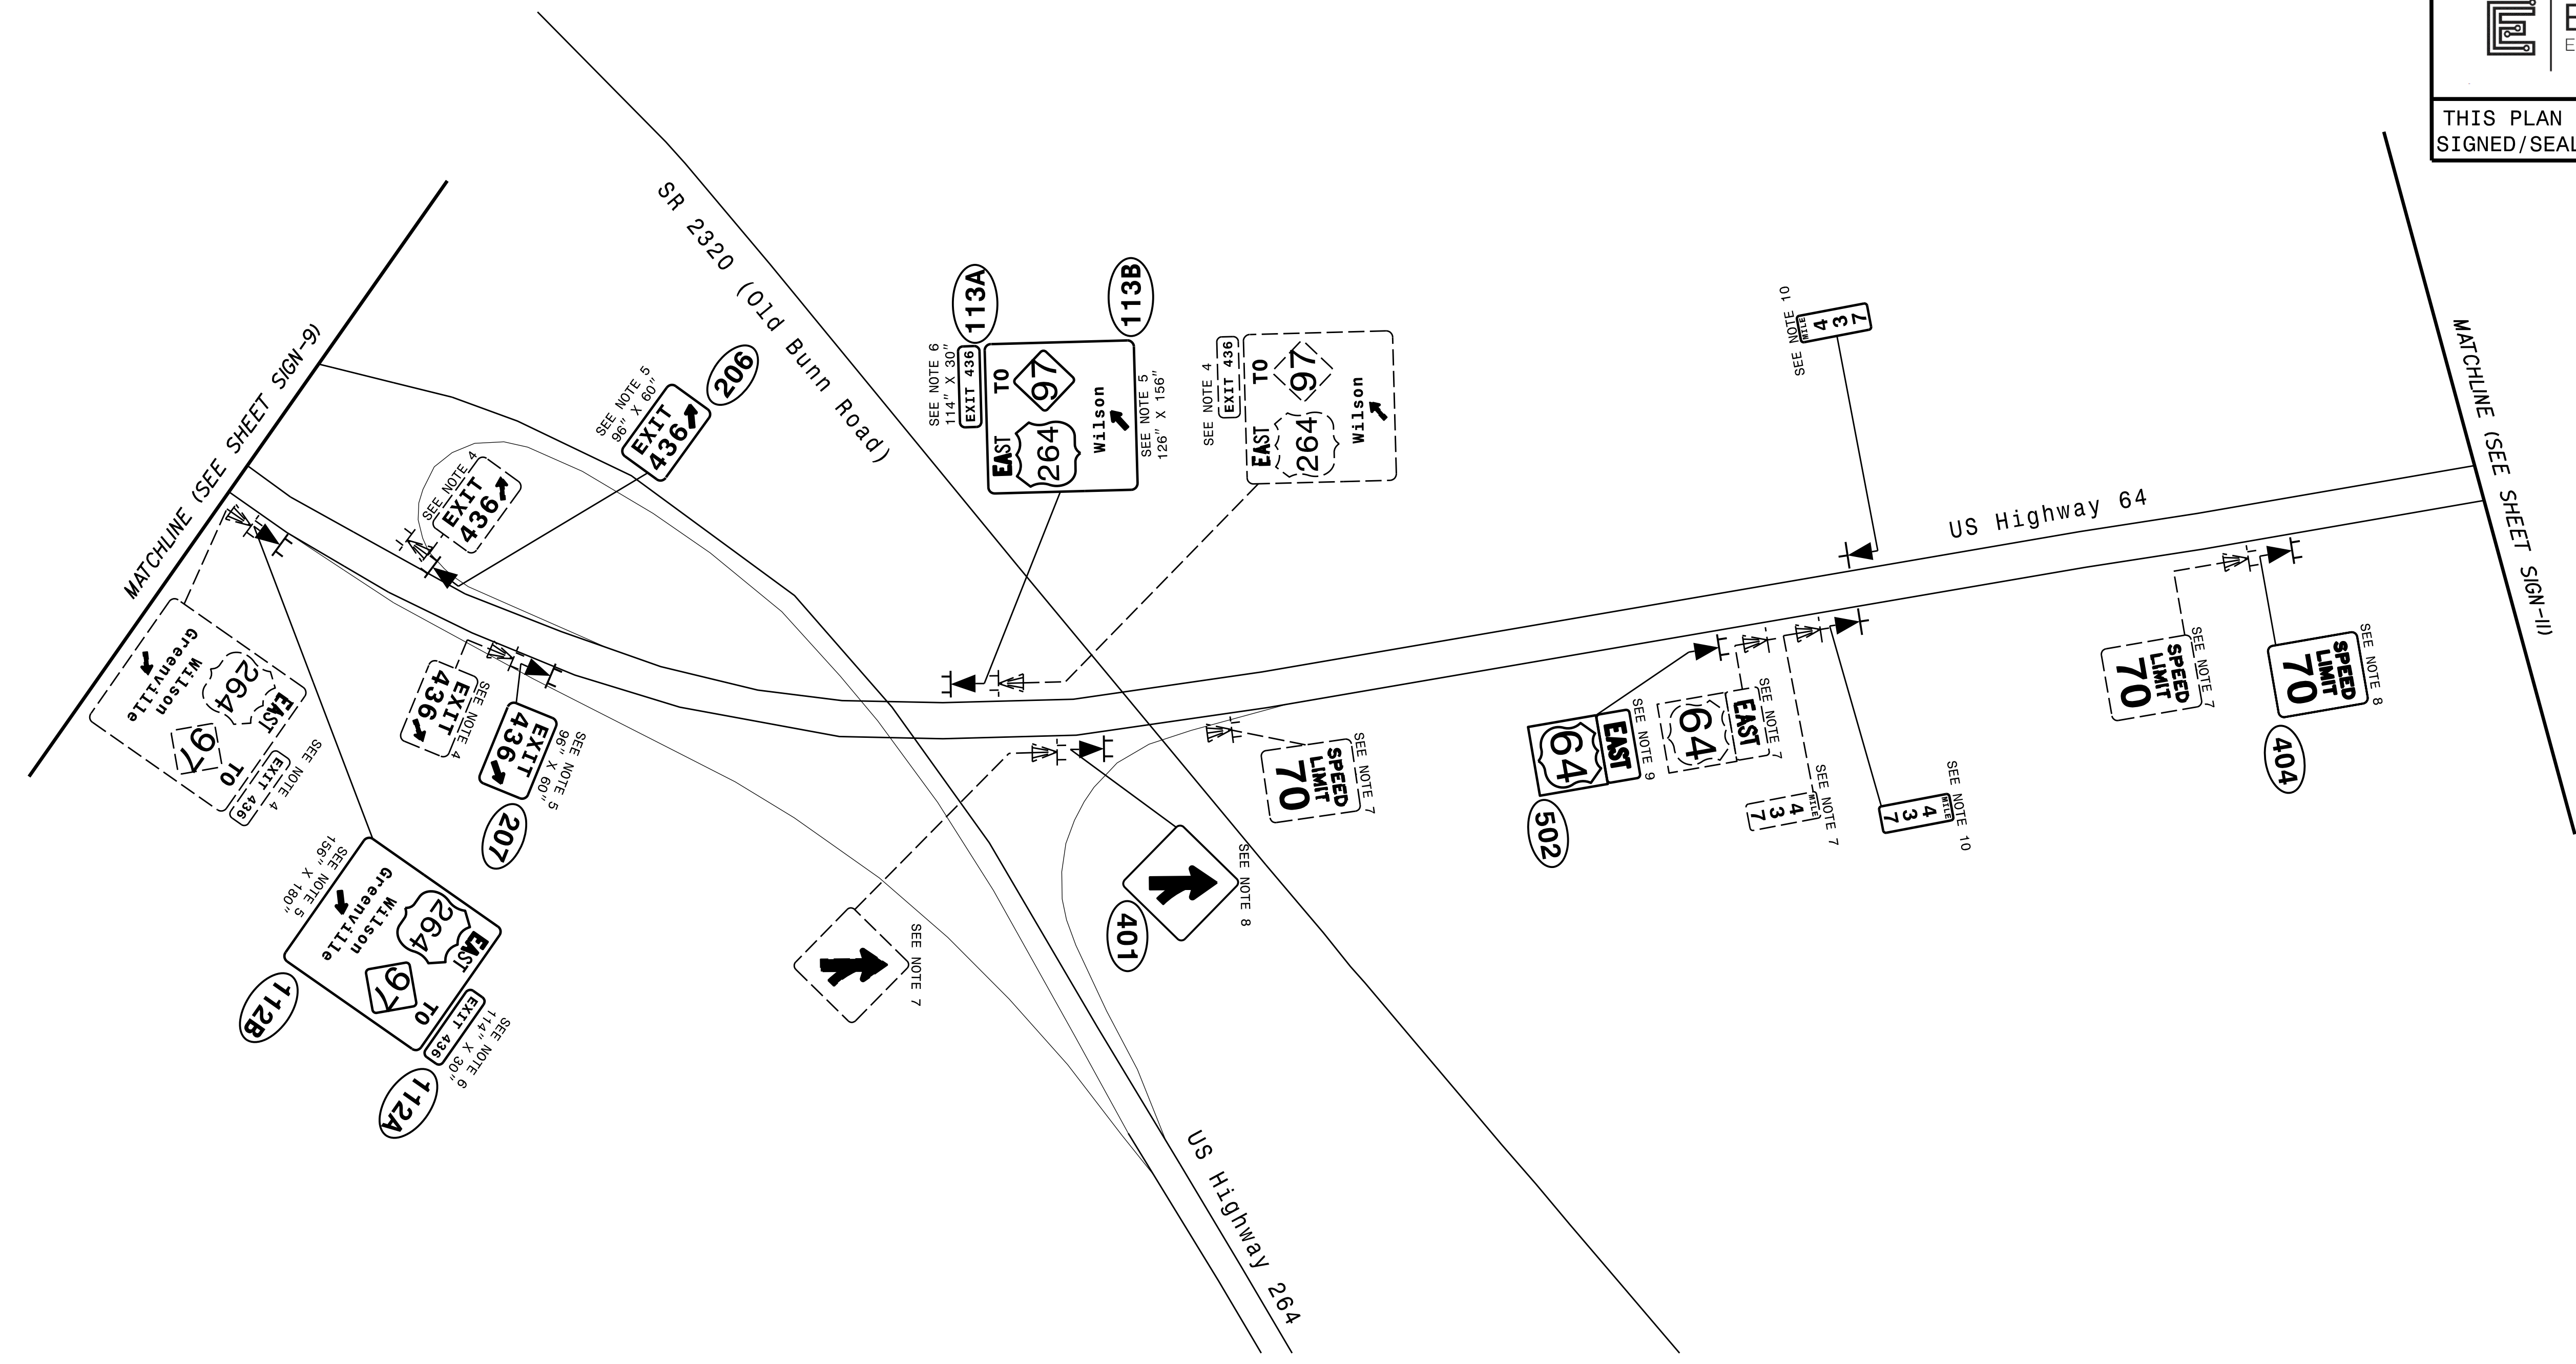 THIS PLAN
SIGNED/SEAL
MATCHLINE (SEE SHEET SIGN-9)
SR 2320 (Old Bunn Road)
206
SEE NOTE 5
96" X 60"
EXIT
436
SEE NOTE 4
EXIT
436
113A
113B
SEE NOTE 6
114" X 30"
EXIT 436
EAST TO
264 97
Wilson
SEE NOTE 5
126" X 156"
SEE NOTE 4
EXIT 436
EAST TO
264 97
Wilson
SEE NOTE 10
MILE
4
3
7
US Highway 64
MATCHLINE (SEE SHEET SIGN-11)
SEE NOTE 4
EXIT 436
EAST TO
264 97
Wilson
Greenville
SEE NOTE 4
EXIT
436
SEE NOTE 5
96" X 60"
EXIT
436
207
SEE NOTE 5
156" X 180"
EAST TO
264 97
Wilson
Greenville
112B
EXIT 436
SEE NOTE 6
114" X 30"
112A
SEE NOTE 7
401
SEE NOTE 8
SPEED
LIMIT
70
SEE NOTE 7
EAST
64
SEE NOTE 9
502
EAST
64
SEE NOTE 7
MILE
4
3
7
SEE NOTE 7
MILE
4
3
7
SEE NOTE 10
SPEED
LIMIT
70
SEE NOTE 7
SPEED
LIMIT
70
SEE NOTE 8
404
US Highway 264